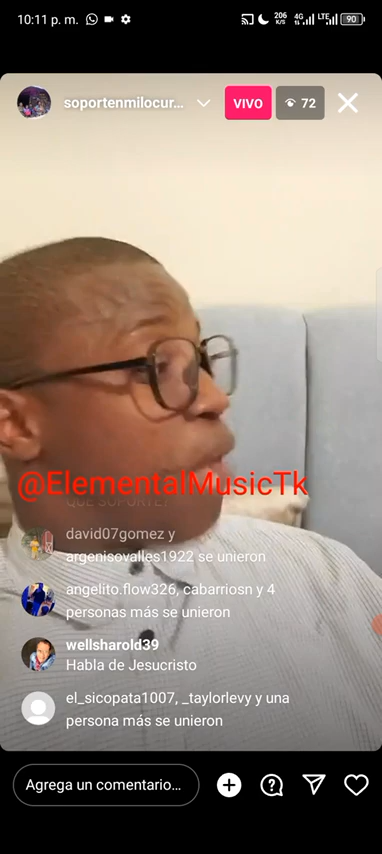 10:11 p. m.
206
K/S
4G
LTE
90
soportenmilocur...
VIVO
72
@ElementalMusicTk
QUE SOPORTE?
david07gomez y
argenisovalles1922 se unieron
angelito.flow326, cabarriosn y 4
personas más se unieron
wellsharold39
Habla de Jesucristo
el_sicopata1007, _taylorlevy y una
persona más se unieron
Agrega un comentario...